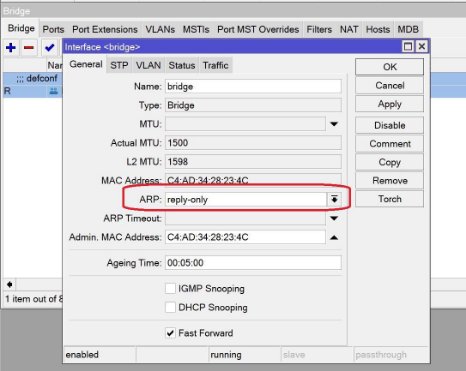 Bridge
Bridge Ports Port Extensions VLANs MSTIs Port MST Overrides Filters NAT Hosts MDB
Interface <bridge>
General STP VLAN Status Traffic
OK
Name: bridge
Cancel
Type: Bridge
Apply
MTU:
Disable
Actual MTU: 1500
Comment
L2 MTU: 1598
Copy
MAC Address: C4:AD:34:28:23:4C
Remove
ARP: reply-only
Torch
ARP Timeout:
Admin. MAC Address: C4:AD:34:28:23:4C
Ageing Time: 00:05:00
IGMP Snooping
DHCP Snooping
Fast Forward
enabled running slave passthrough
;;; defconf
R
1 item out of 8